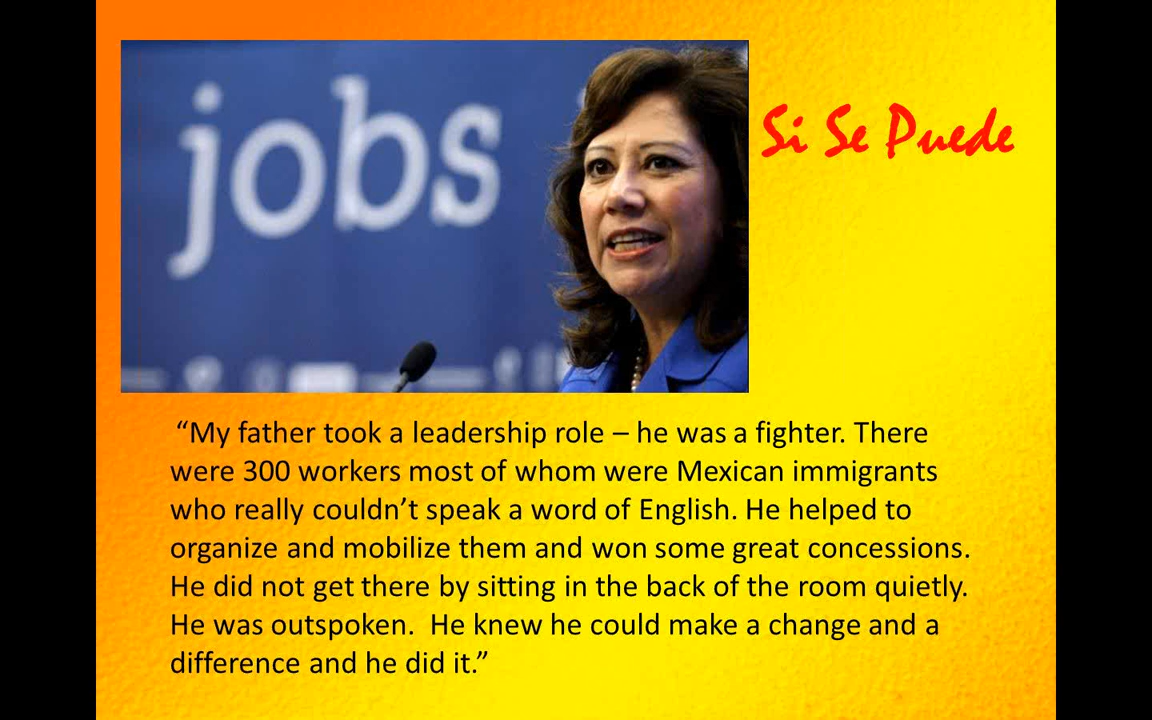 jobs
Si Se Puede
“My father took a leadership role – he was a fighter. There
were 300 workers most of whom were Mexican immigrants
who really couldn’t speak a word of English. He helped to
organize and mobilize them and won some great concessions.
He did not get there by sitting in the back of the room quietly.
He was outspoken.  He knew he could make a change and a
difference and he did it.”